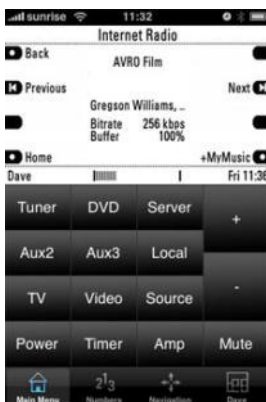 sunrise 11:32
Internet Radio
Back
AVRO Film
Previous Next
Gregson
Williams, ..
Bitrate 256 kbps
Buffer 100%
Home +MyMusic
Dave Fri 11:36
Tuner DVD Server +
Aux2 Aux3 Local
TV Video Source -
Power Timer Amp Mute
Main Menu Numbers Navigation Dave